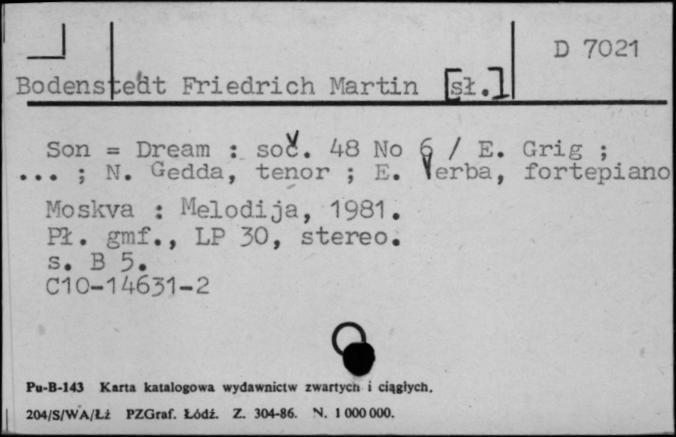 D 7021
Bodenstedt Friedrich Martin [sł.]
Son = Dream : soč. 48 No 6 / E. Grig ;
... ; N. Gedda, tenor ; E. Verba, fortepiano
Moskva : Melodija, 1981.
Pł. gmf., LP 30, stereo.
s. B 5.
C10-14631-2
Pu-B-143 Karta katalogowa wydawnictw zwartych i ciągłych.
204/S/WA/Łż PZGraf. Łódź. Z. 304-86. N. 1 000 000.